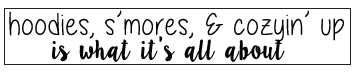 hoodies, s'mores, & cozyin' up
is what it's all about